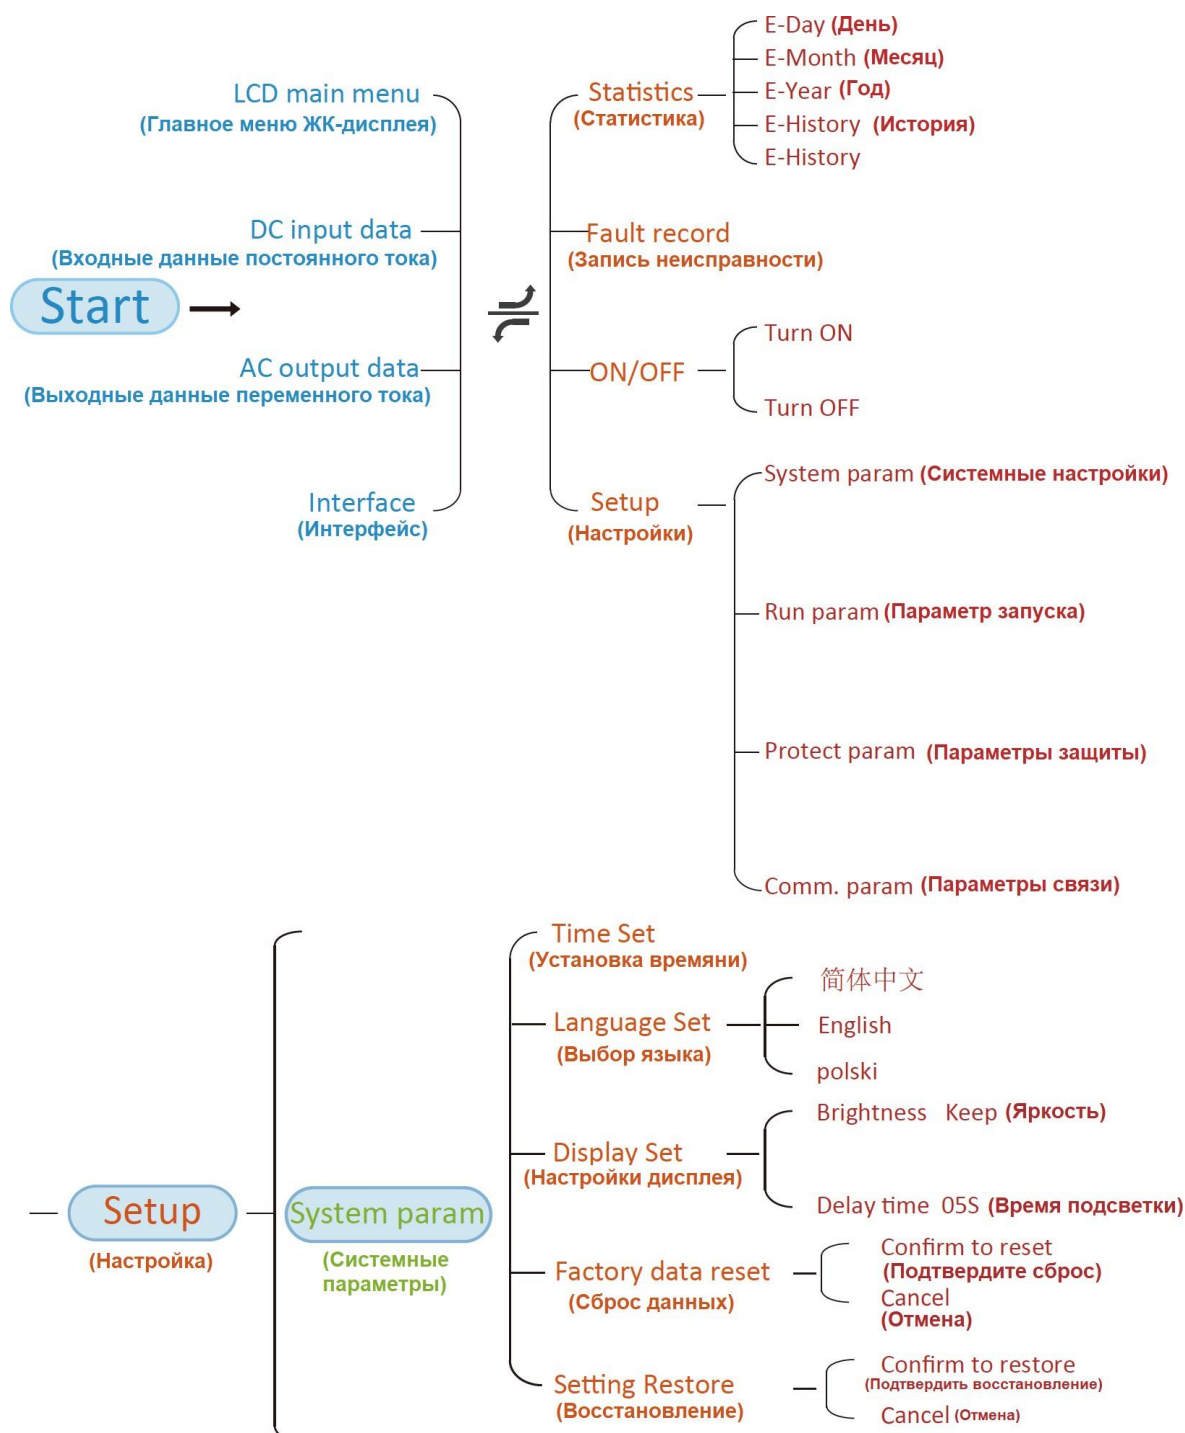 LCD main menu
(Главное меню ЖК-дисплея)
DC input data
(Входные данные постоянного тока)
Start
AC output data
(Выходные данные переменного тока)
Interface
(Интерфейс)
Statistics
(Статистика)
E-Day (День)
E-Month (Месяц)
E-Year (Год)
E-History (История)
E-History
Fault record
(Запись неисправности)
ON/OFF
Turn ON
Turn OFF
Setup
(Настройки)
System param (Системные настройки)
Run param (Параметр запуска)
Protect param (Параметры защиты)
Comm. param (Параметры связи)
Setup
(Настройка)
System param
(Системные
параметры)
Time Set
(Установка времяни)
Language Set
(Выбор языка)
简体中文
English
polski
Display Set
(Настройки дисплея)
Brightness Keep (Яркость)
Delay time 05S (Время подсветки)
Factory data reset
(Сброс данных)
Confirm to reset
(Подтвердите сброс)
Cancel
(Отмена)
Setting Restore
(Восстановление)
Confirm to restore
(Подтвердить восстановление)
Cancel (Отмена)